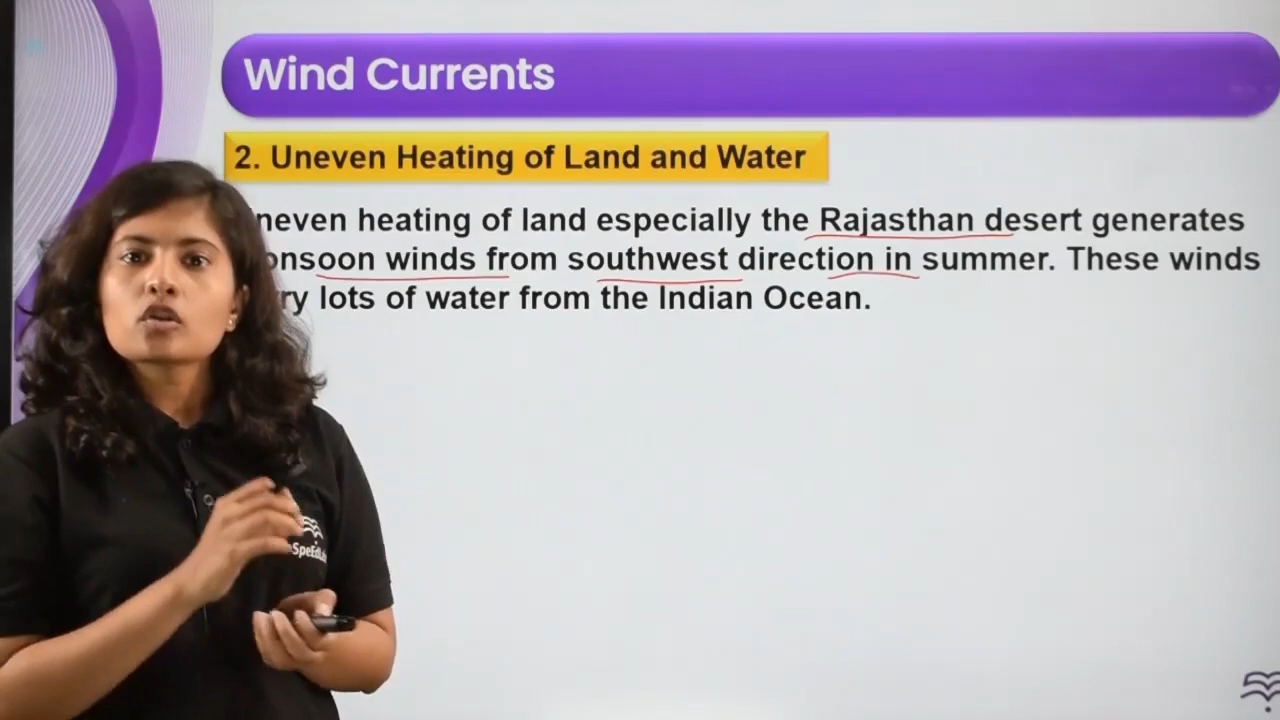 Wind Currents
2. Uneven Heating of Land and Water
neven heating of land especially the Rajasthan desert generates
onsoon winds from southwest direction in summer. These winds
ry lots of water from the Indian Ocean.